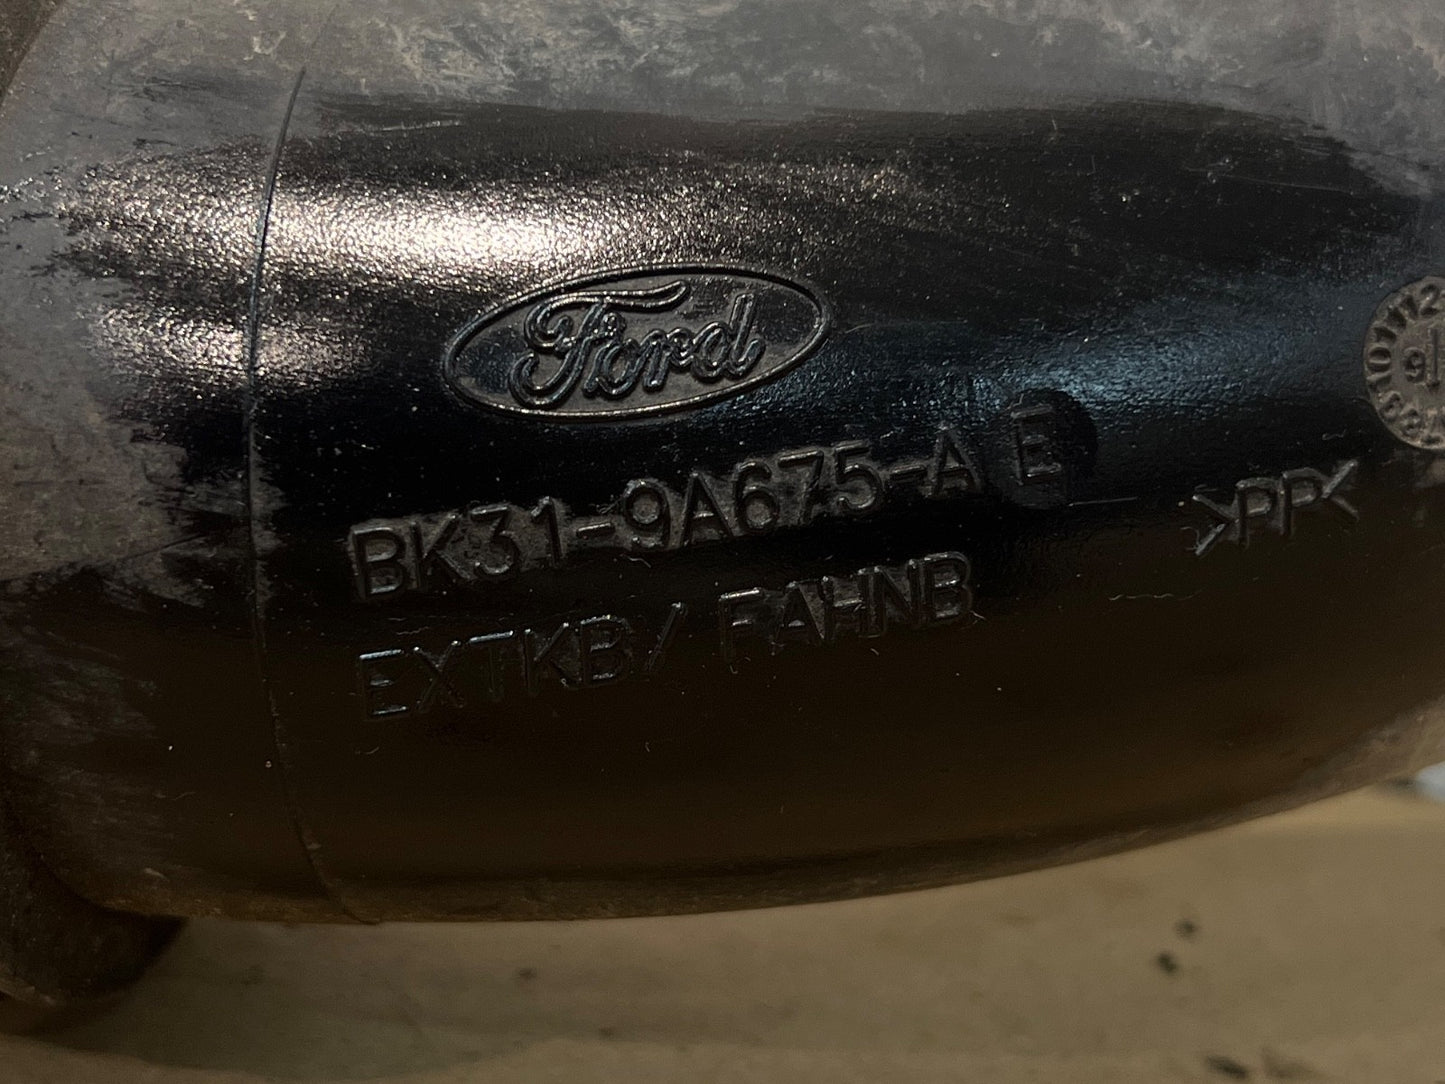 Ford
BK31-9A675-A E
>PP<
EXTKB/ FAHNB